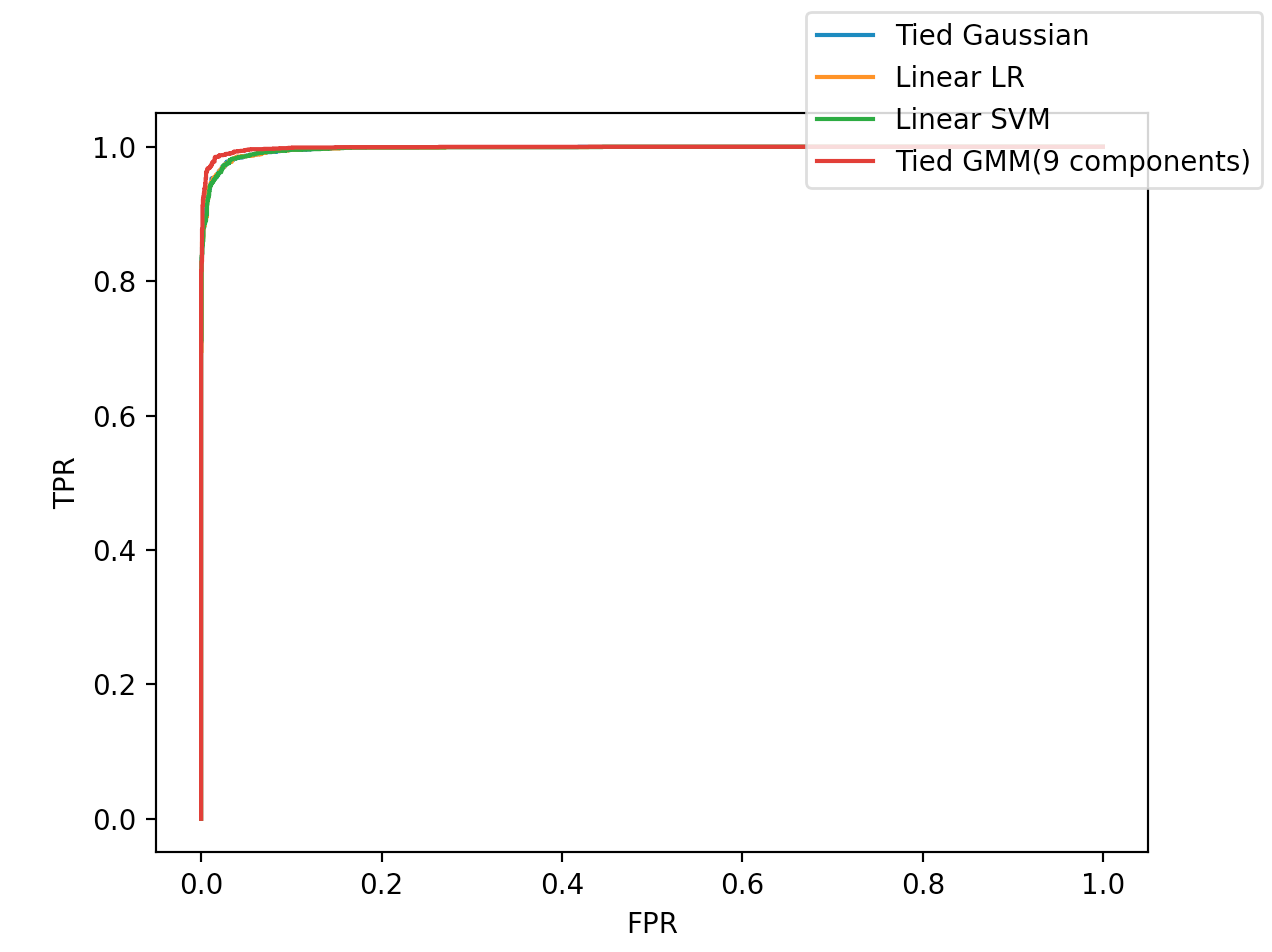 Tied Gaussian
Linear LR
Linear SVM
Tied GMM(9 components)
1.0
0.8
0.6
0.4
0.2
0.0
TPR
0.0 0.2 0.4 0.6 0.8 1.0
FPR